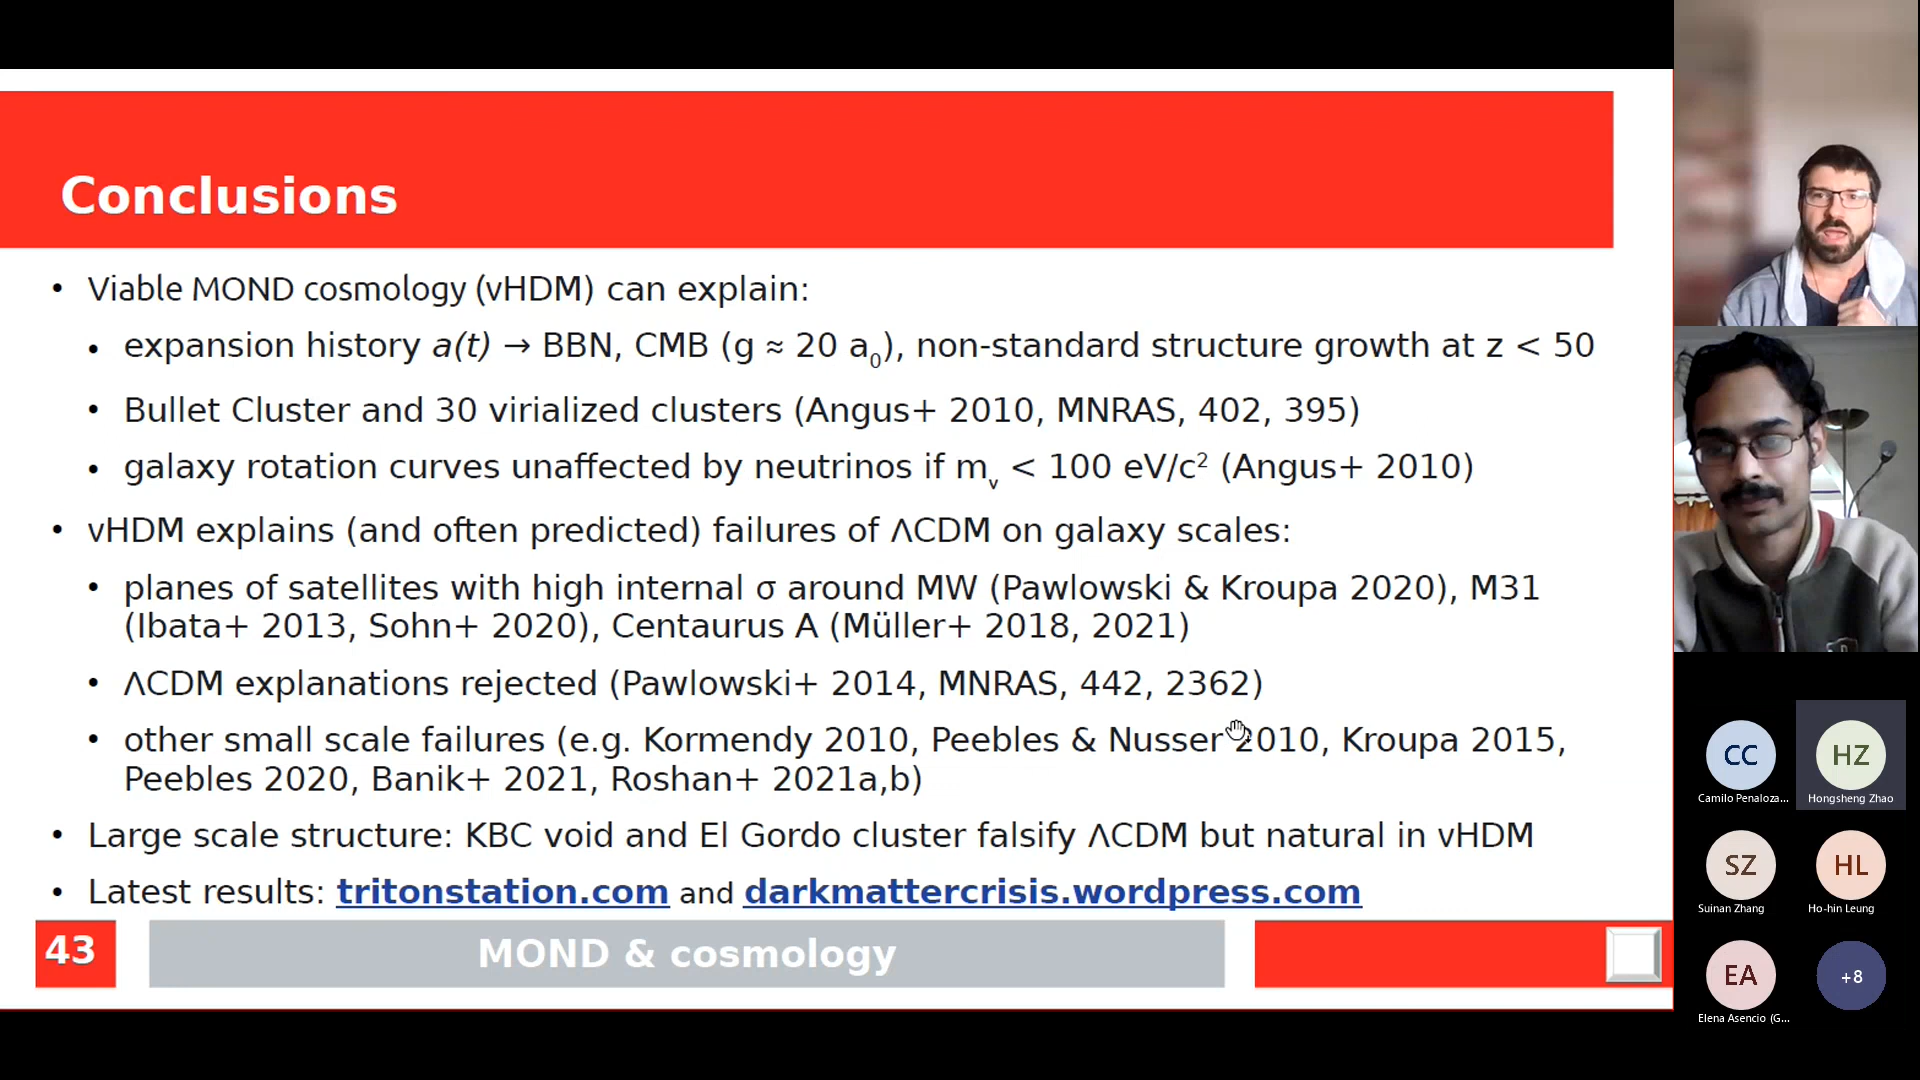 Conclusions
• Viable MOND cosmology (νHDM) can explain:
• expansion history a(t) → BBN, CMB (g ≈ 20 a₀), non-standard structure growth at z < 50
• Bullet Cluster and 30 virialized clusters (Angus+ 2010, MNRAS, 402, 395)
• galaxy rotation curves unaffected by neutrinos if mᵥ < 100 eV/c² (Angus+ 2010)
• νHDM explains (and often predicted) failures of ΛCDM on galaxy scales:
• planes of satellites with high internal σ around MW (Pawlowski & Kroupa 2020), M31
(Ibata+ 2013, Sohn+ 2020), Centaurus A (Müller+ 2018, 2021)
• ΛCDM explanations rejected (Pawlowski+ 2014, MNRAS, 442, 2362)
• other small scale failures (e.g. Kormendy 2010, Peebles & Nusser 2010, Kroupa 2015,
Peebles 2020, Banik+ 2021, Roshan+ 2021a,b)
• Large scale structure: KBC void and El Gordo cluster falsify ΛCDM but natural in νHDM
• Latest results: tritonstation.com and darkmattercrisis.wordpress.com
43
MOND & cosmology
CC
Camilo Penaloza...
HZ
Hongsheng Zhao
SZ
Suinan Zhang
HL
Ho-hin Leung
EA
Elena Asencio (G...
+8